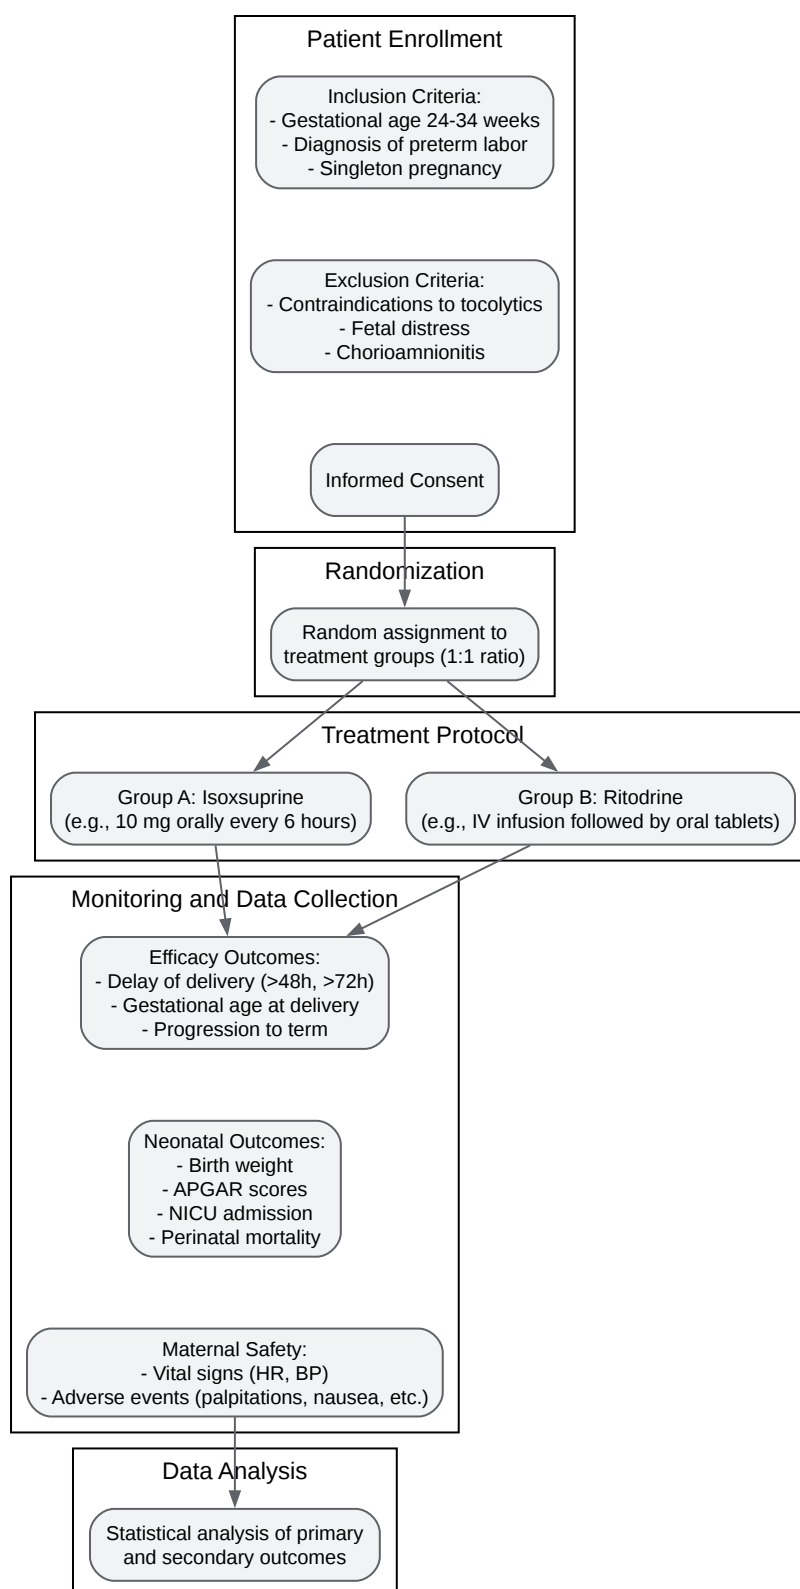 Patient Enrollment
Inclusion Criteria:
- Gestational age 24-34 weeks
- Diagnosis of preterm labor
- Singleton pregnancy
Exclusion Criteria:
- Contraindications to tocolytics
- Fetal distress
- Chorioamnionitis
Informed Consent
Randomization
Random assignment to
treatment groups (1:1 ratio)
Treatment Protocol
Group A: Isoxsuprine
(e.g., 10 mg orally every 6 hours)
Group B: Ritodrine
(e.g., IV infusion followed by oral tablets)
Monitoring and Data Collection
Efficacy Outcomes:
- Delay of delivery (>48h, >72h)
- Gestational age at delivery
- Progression to term
Neonatal Outcomes:
- Birth weight
- APGAR scores
- NICU admission
- Perinatal mortality
Maternal Safety:
- Vital signs (HR, BP)
- Adverse events (palpitations, nausea, etc.)
Data Analysis
Statistical analysis of primary
and secondary outcomes